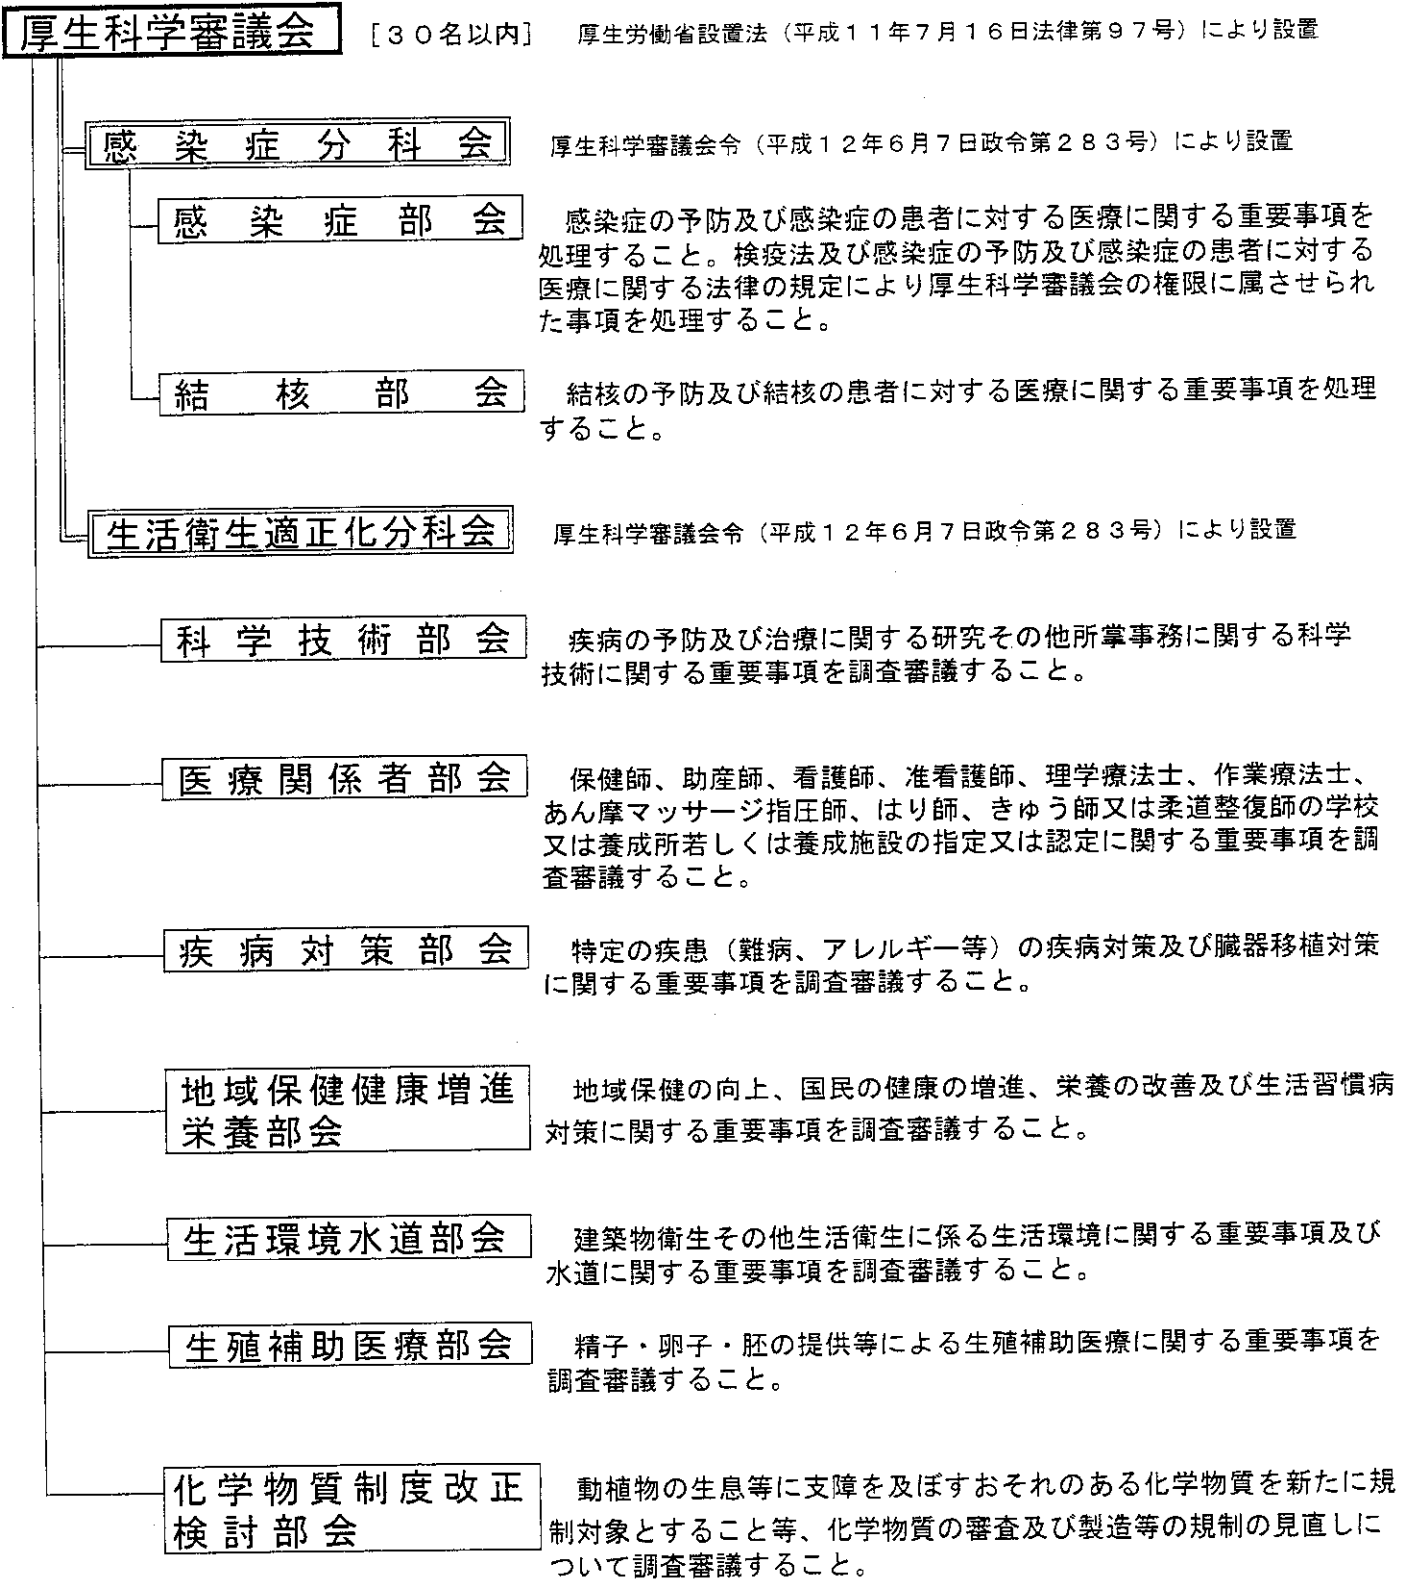 厚生科学審議会 [30名以内] 厚生労働省設置法(平成11年7月16日法律第97号)により設置
感染症分科会 厚生科学審議会令(平成12年6月7日政令第283号)により設置
感染症部会 感染症の予防及び感染症の患者に対する医療に関する重要事項を
処理すること。検疫法及び感染症の予防及び感染症の患者に対する
医療に関する法律の規定により厚生科学審議会の権限に属させられ
た事項を処理すること。
結核部会 結核の予防及び結核の患者に対する医療に関する重要事項を処理
すること。
生活衛生適正化分科会 厚生科学審議会令(平成12年6月7日政令第283号)により設置
科学技術部会 疾病の予防及び治療に関する研究その他所掌事務に関する科学
技術に関する重要事項を調査審議すること。
医療関係者部会 保健師、助産師、看護師、准看護師、理学療法士、作業療法士、
あん摩マッサージ指圧師、はり師、きゅう師又は柔道整復師の学校
又は養成所若しくは養成施設の指定又は認定に関する重要事項を調
査審議すること。
疾病対策部会 特定の疾患(難病、アレルギー等)の疾病対策及び臓器移植対策
に関する重要事項を調査審議すること。
地域保健健康増進
栄養部会
地域保健の向上、国民の健康の増進、栄養の改善及び生活習慣病
対策に関する重要事項を調査審議すること。
生活環境水道部会 建築物衛生その他生活衛生に係る生活環境に関する重要事項及び
水道に関する重要事項を調査審議すること。
生殖補助医療部会 精子・卵子・胚の提供等による生殖補助医療に関する重要事項を
調査審議すること。
化学物質制度改正
検討部会
動植物の生息等に支障を及ぼすおそれのある化学物質を新たに規
制対象とすること等、化学物質の審査及び製造等の規制の見直しに
ついて調査審議すること。